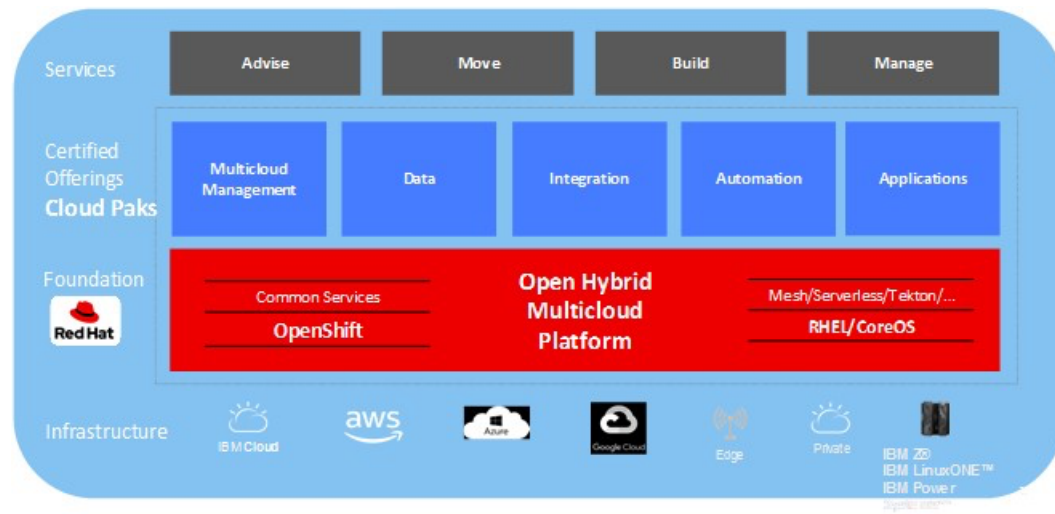 Services
Advise
Move
Build
Manage
Certified
Offerings
Cloud Paks
Multicloud
Management
Data
Integration
Automation
Applications
Foundation
Red Hat
Common Services
OpenShift
Open Hybrid
Multicloud
Platform
Mesh/Serverless/Tekton/...
RHEL/CoreOS
Infrastructure
IBM Cloud
aws
Azure
Google Cloud
Edge
Private
IBM Z®
IBM LinuxONE™
IBM Power